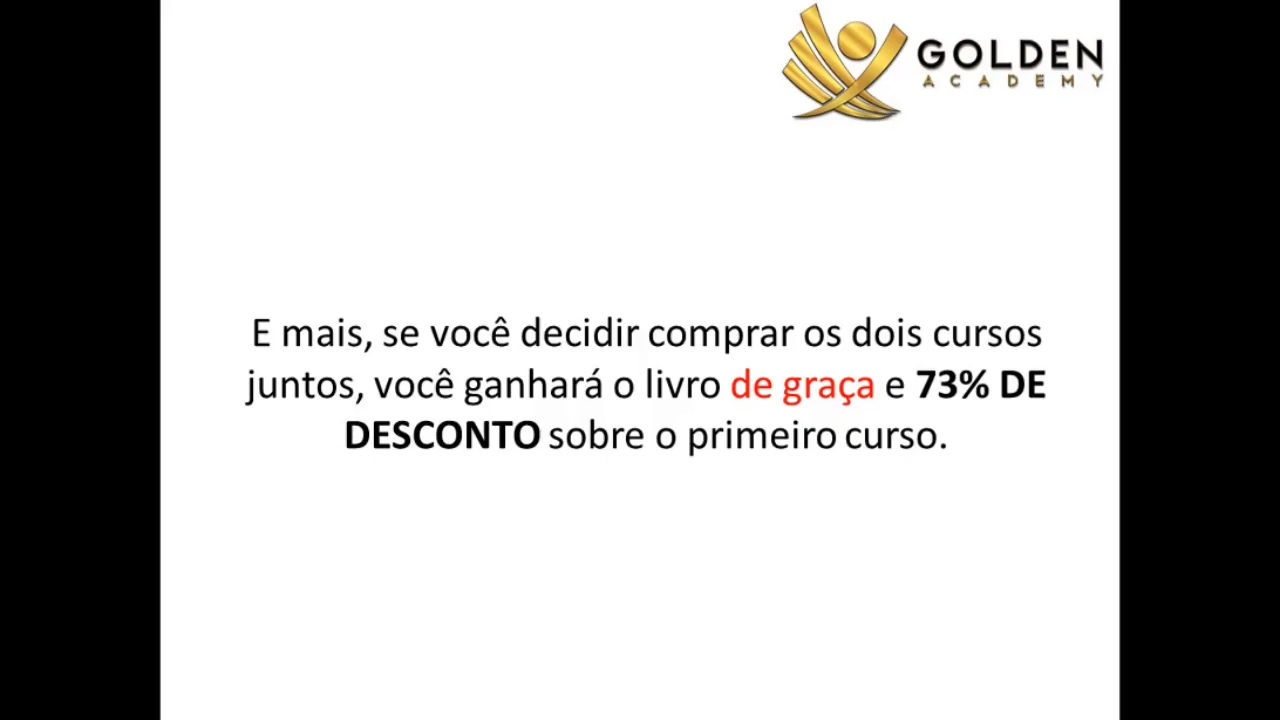 GOLDEN
ACADEMY
E mais, se você decidir comprar os dois cursos
juntos, você ganhará o livro de graça e 73% DE
DESCONTO sobre o primeiro curso.